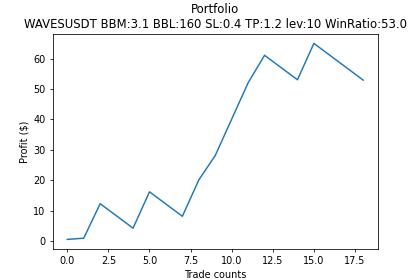 Portfolio
WAVESUSDT BBM:3.1 BBL:160 SL:0.4 TP:1.2 lev:10 WinRatio:53.0
Profit ($)
60
50
40
30
20
10
0
0.0 2.5 5.0 7.5 10.0 12.5 15.0 17.5
Trade counts